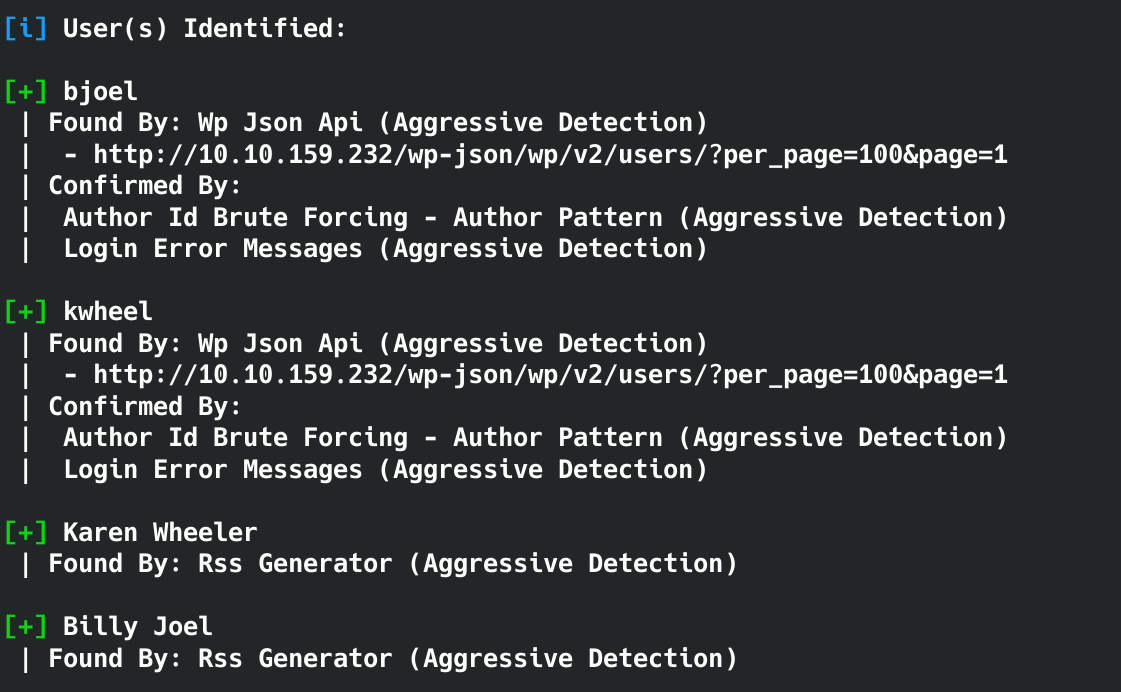 [i] User(s) Identified:
[+] bjoel
| Found By: Wp Json Api (Aggressive Detection)
|  - http://10.10.159.232/wp-json/wp/v2/users/?per_page=100&page=1
| Confirmed By:
|  Author Id Brute Forcing - Author Pattern (Aggressive Detection)
|  Login Error Messages (Aggressive Detection)
[+] kwheel
| Found By: Wp Json Api (Aggressive Detection)
|  - http://10.10.159.232/wp-json/wp/v2/users/?per_page=100&page=1
| Confirmed By:
|  Author Id Brute Forcing - Author Pattern (Aggressive Detection)
|  Login Error Messages (Aggressive Detection)
[+] Karen Wheeler
| Found By: Rss Generator (Aggressive Detection)
[+] Billy Joel
| Found By: Rss Generator (Aggressive Detection)